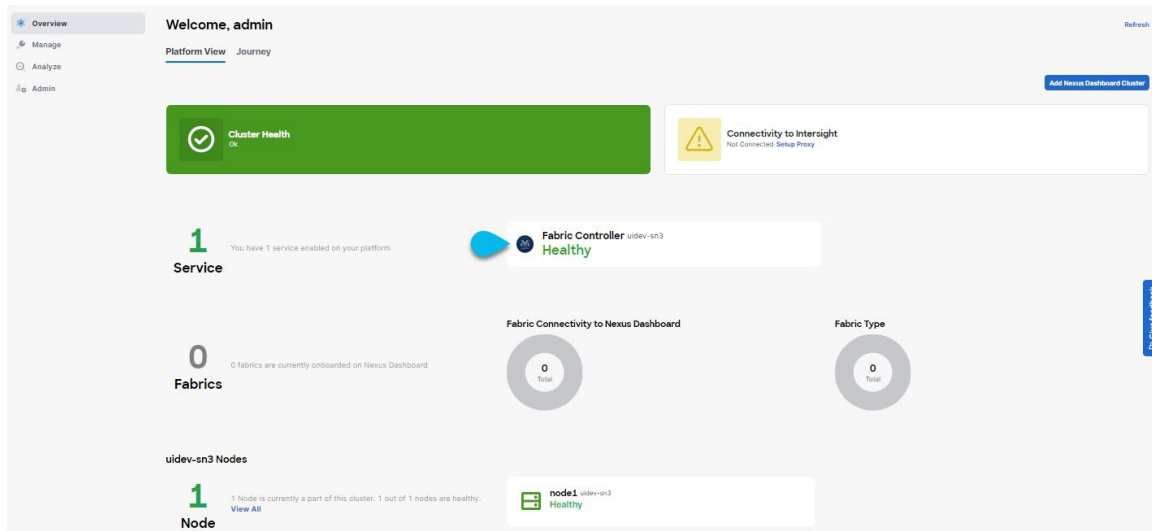 Overview
Manage
Analyze
Admin
Welcome, admin
Refresh
Platform View Journey
Add Nexus Dashboard Cluster
Cluster Health
Ok
Connectivity to Intersight
Not Connected Setup Proxy
1
Service
You have 1 service enabled on your platform
Fabric Controller uidev-sn3
Healthy
0
Fabrics
0 fabrics are currently onboarded on Nexus Dashboard
Fabric Connectivity to Nexus Dashboard
0
Total
Fabric Type
0
Total
uidev-sn3 Nodes
1
Node
1 Node is currently a part of this cluster. 1 out of 1 nodes are healthy.
View All
node1 uidev-sn3
Healthy